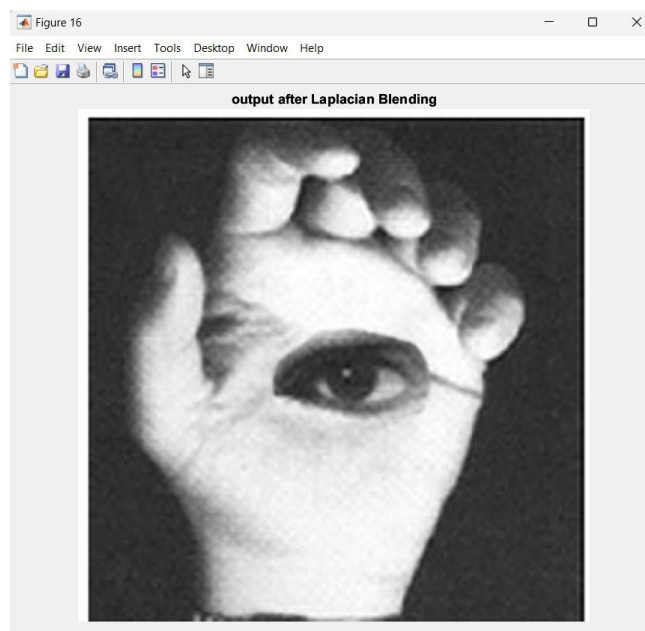 Figure 16
File Edit View Insert Tools Desktop Window Help
output after Laplacian Blending